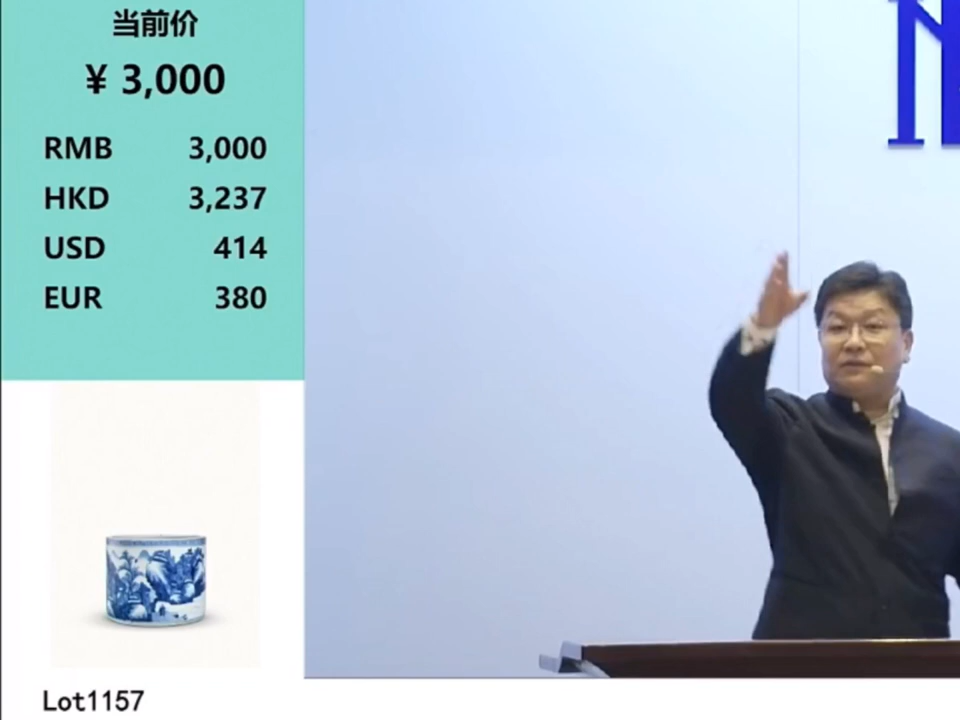 当前价
¥ 3,000
RMB 3,000
HKD 3,237
USD 414
EUR 380
Lot1157